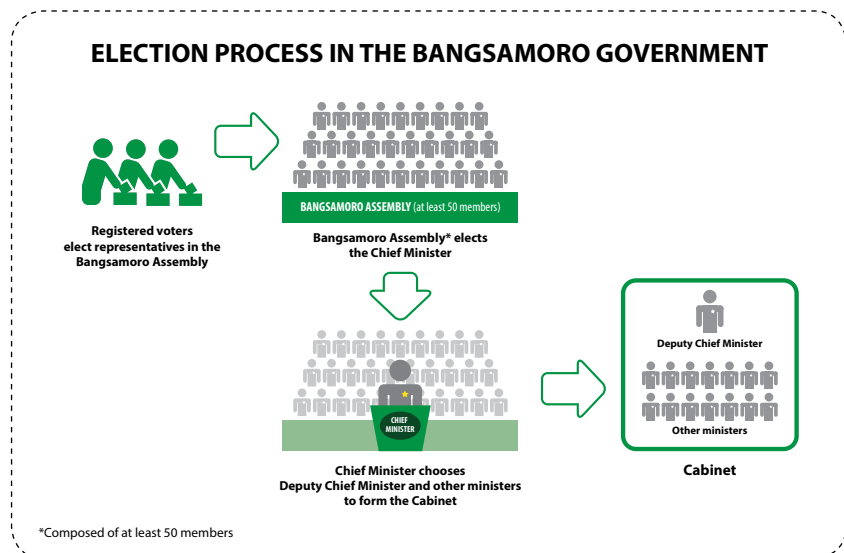 ELECTION PROCESS IN THE BANGSAMORO GOVERNMENT
Registered voters
elect representatives in the
Bangsamoro Assembly
BANGSAMORO ASSEMBLY (at least 50 members)
Bangsamoro Assembly* elects
the Chief Minister
CHIEF
MINISTER
Chief Minister chooses
Deputy Chief Minister and other ministers
to form the Cabinet
Deputy Chief Minister
Other ministers
Cabinet
*Composed of at least 50 members